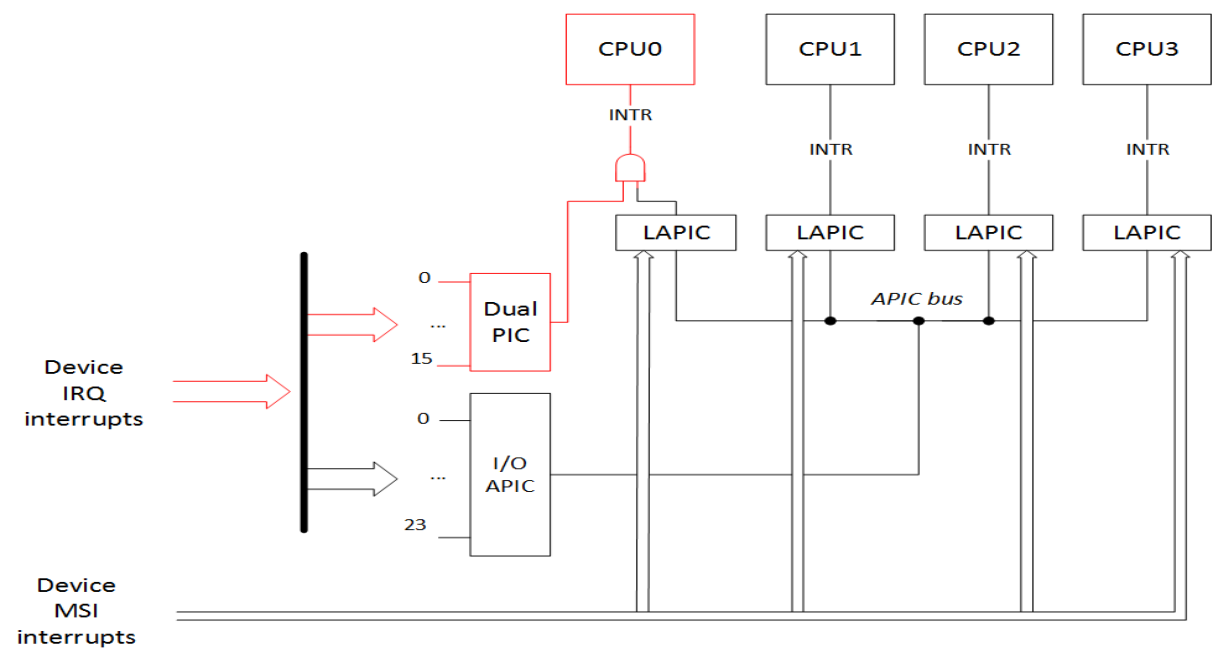 CPU0
CPU1
CPU2
CPU3
INTR
INTR
INTR
INTR
LAPIC
LAPIC
LAPIC
LAPIC
APIC bus
0
...
15
Dual
PIC
Device
IRQ
interrupts
0
...
23
I/O
APIC
Device
MSI
interrupts